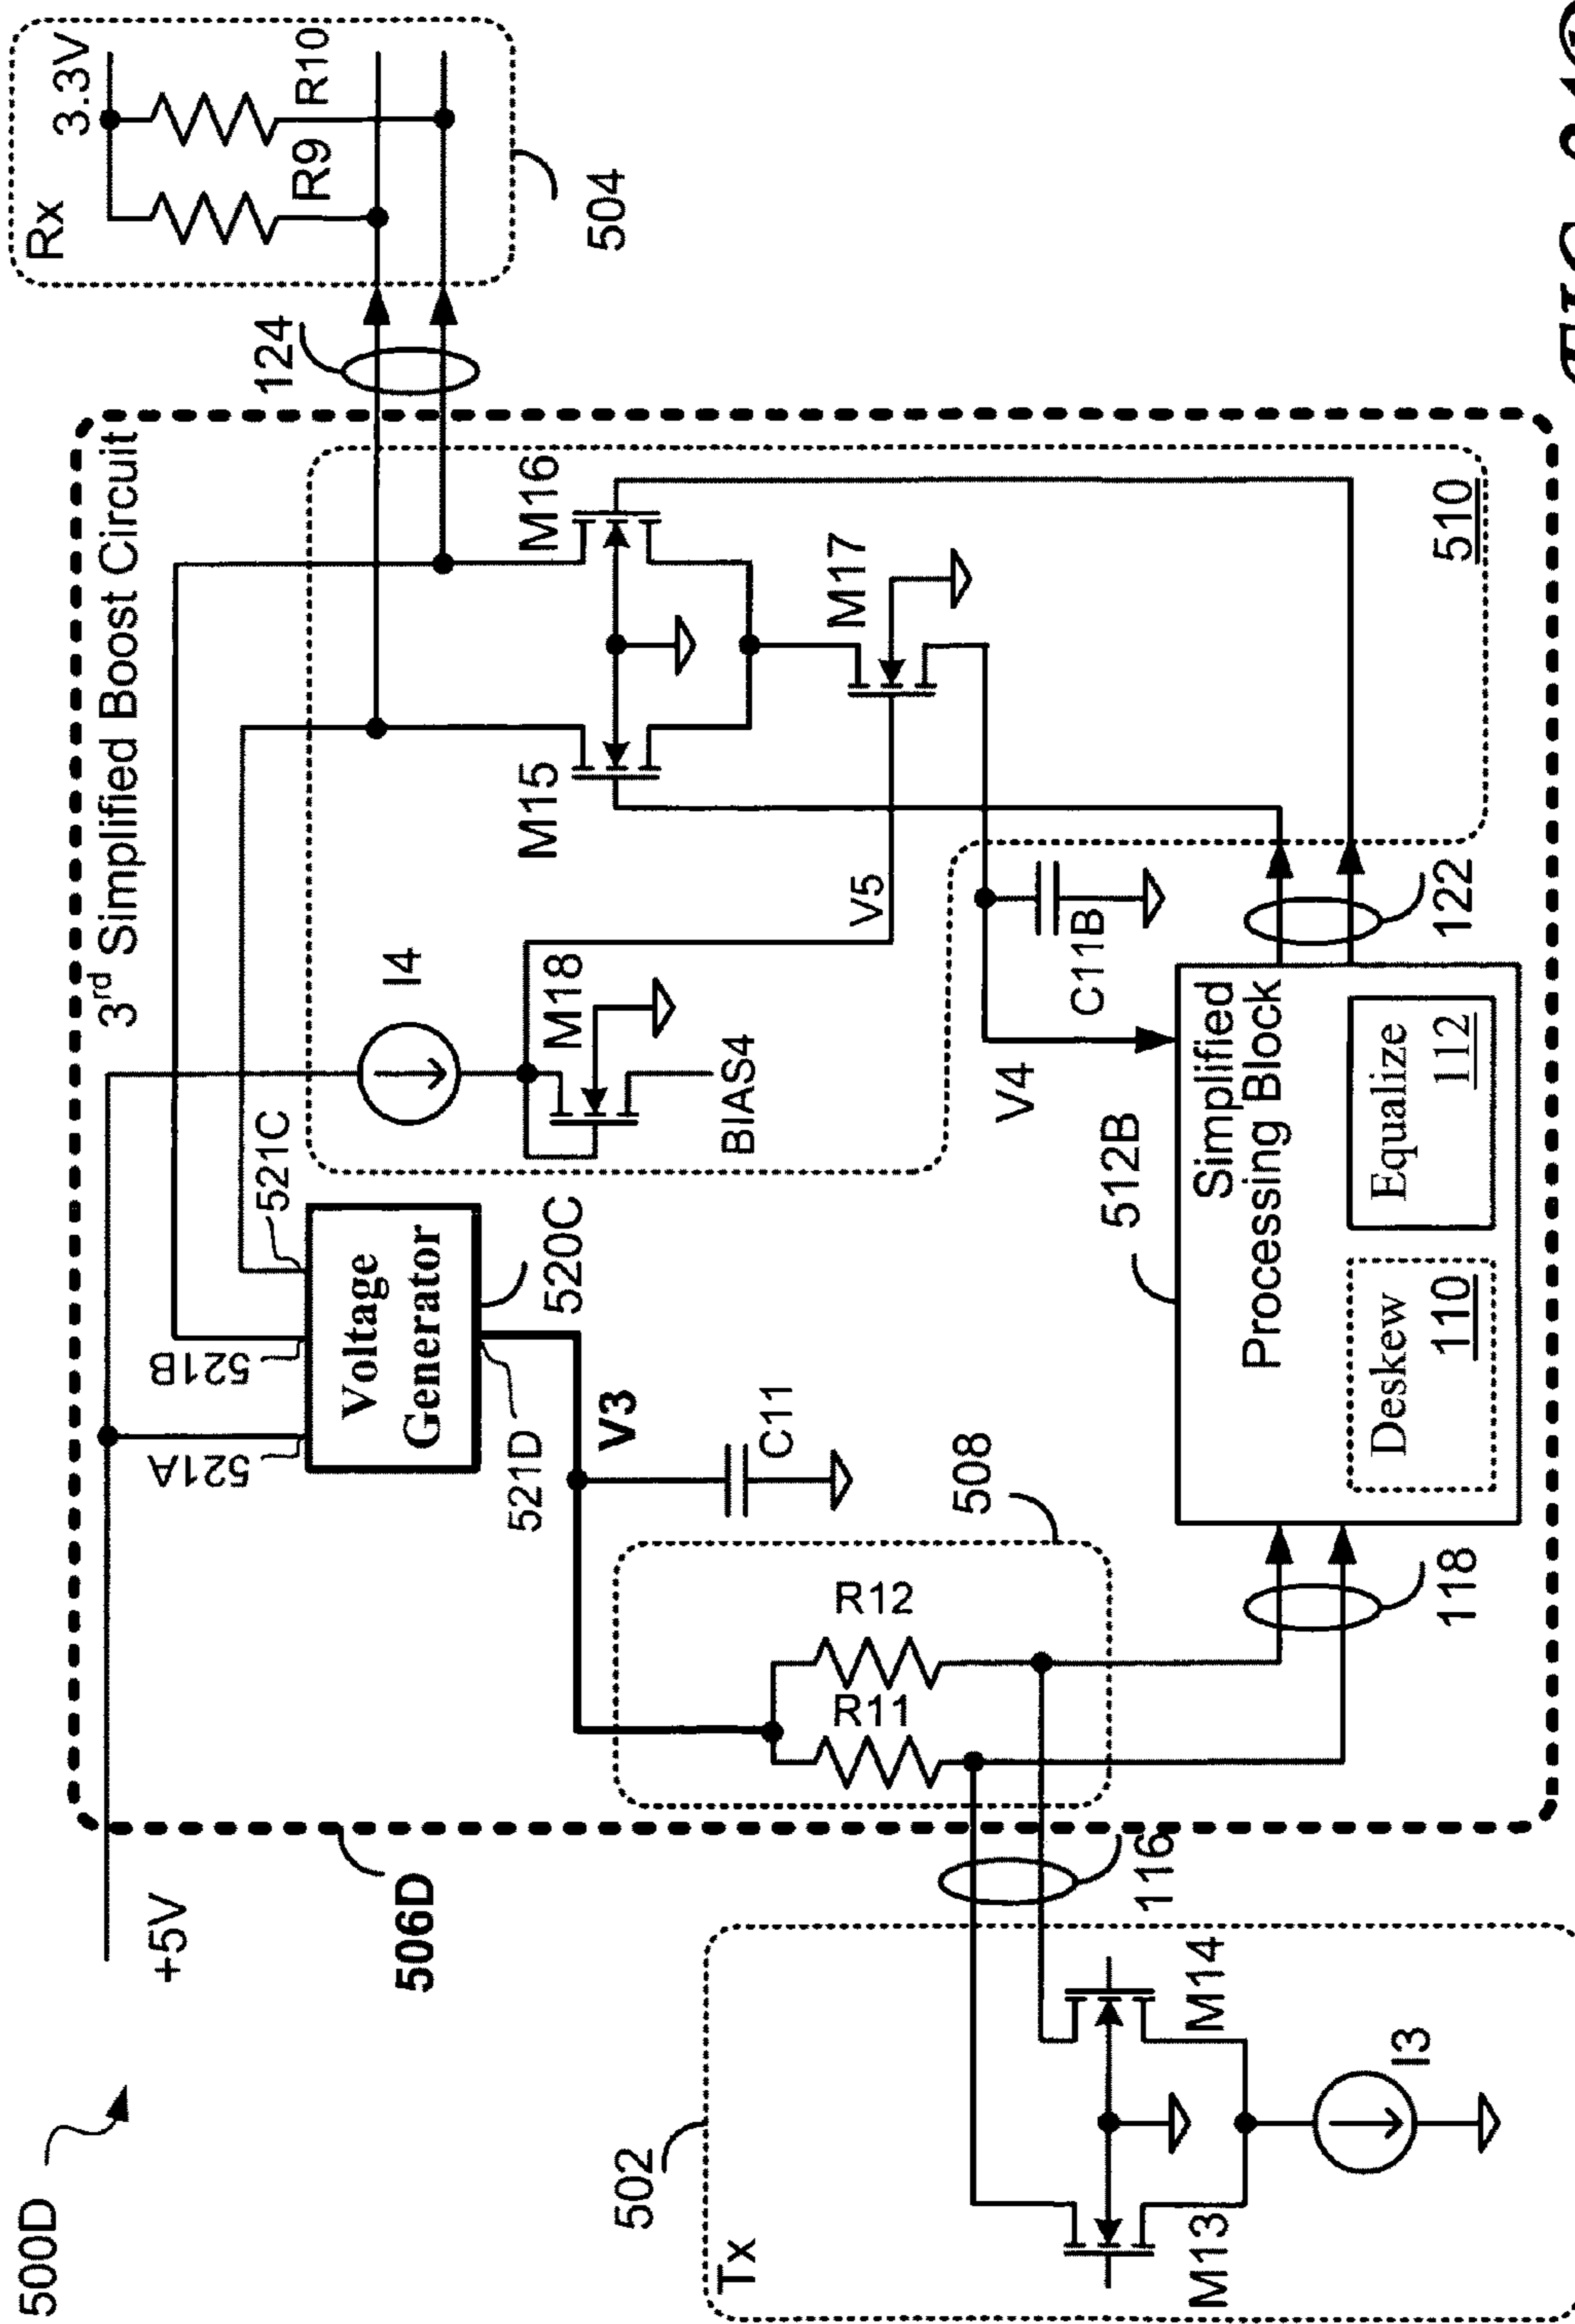 500D
+5V
506D
3rd Simplified Boost Circuit
Rx
3.3V
R9
R10
504
124
521A
521B
521C
Voltage
Generator
520C
521D
V3
C11
I4
M18
BIAS4
V5
M15
M16
M17
510
508
R11
R12
502
Tx
M13
M14
I3
116
118
512B
Simplified
Processing Block
Deskew
110
Equalize
112
V4
C11B
122